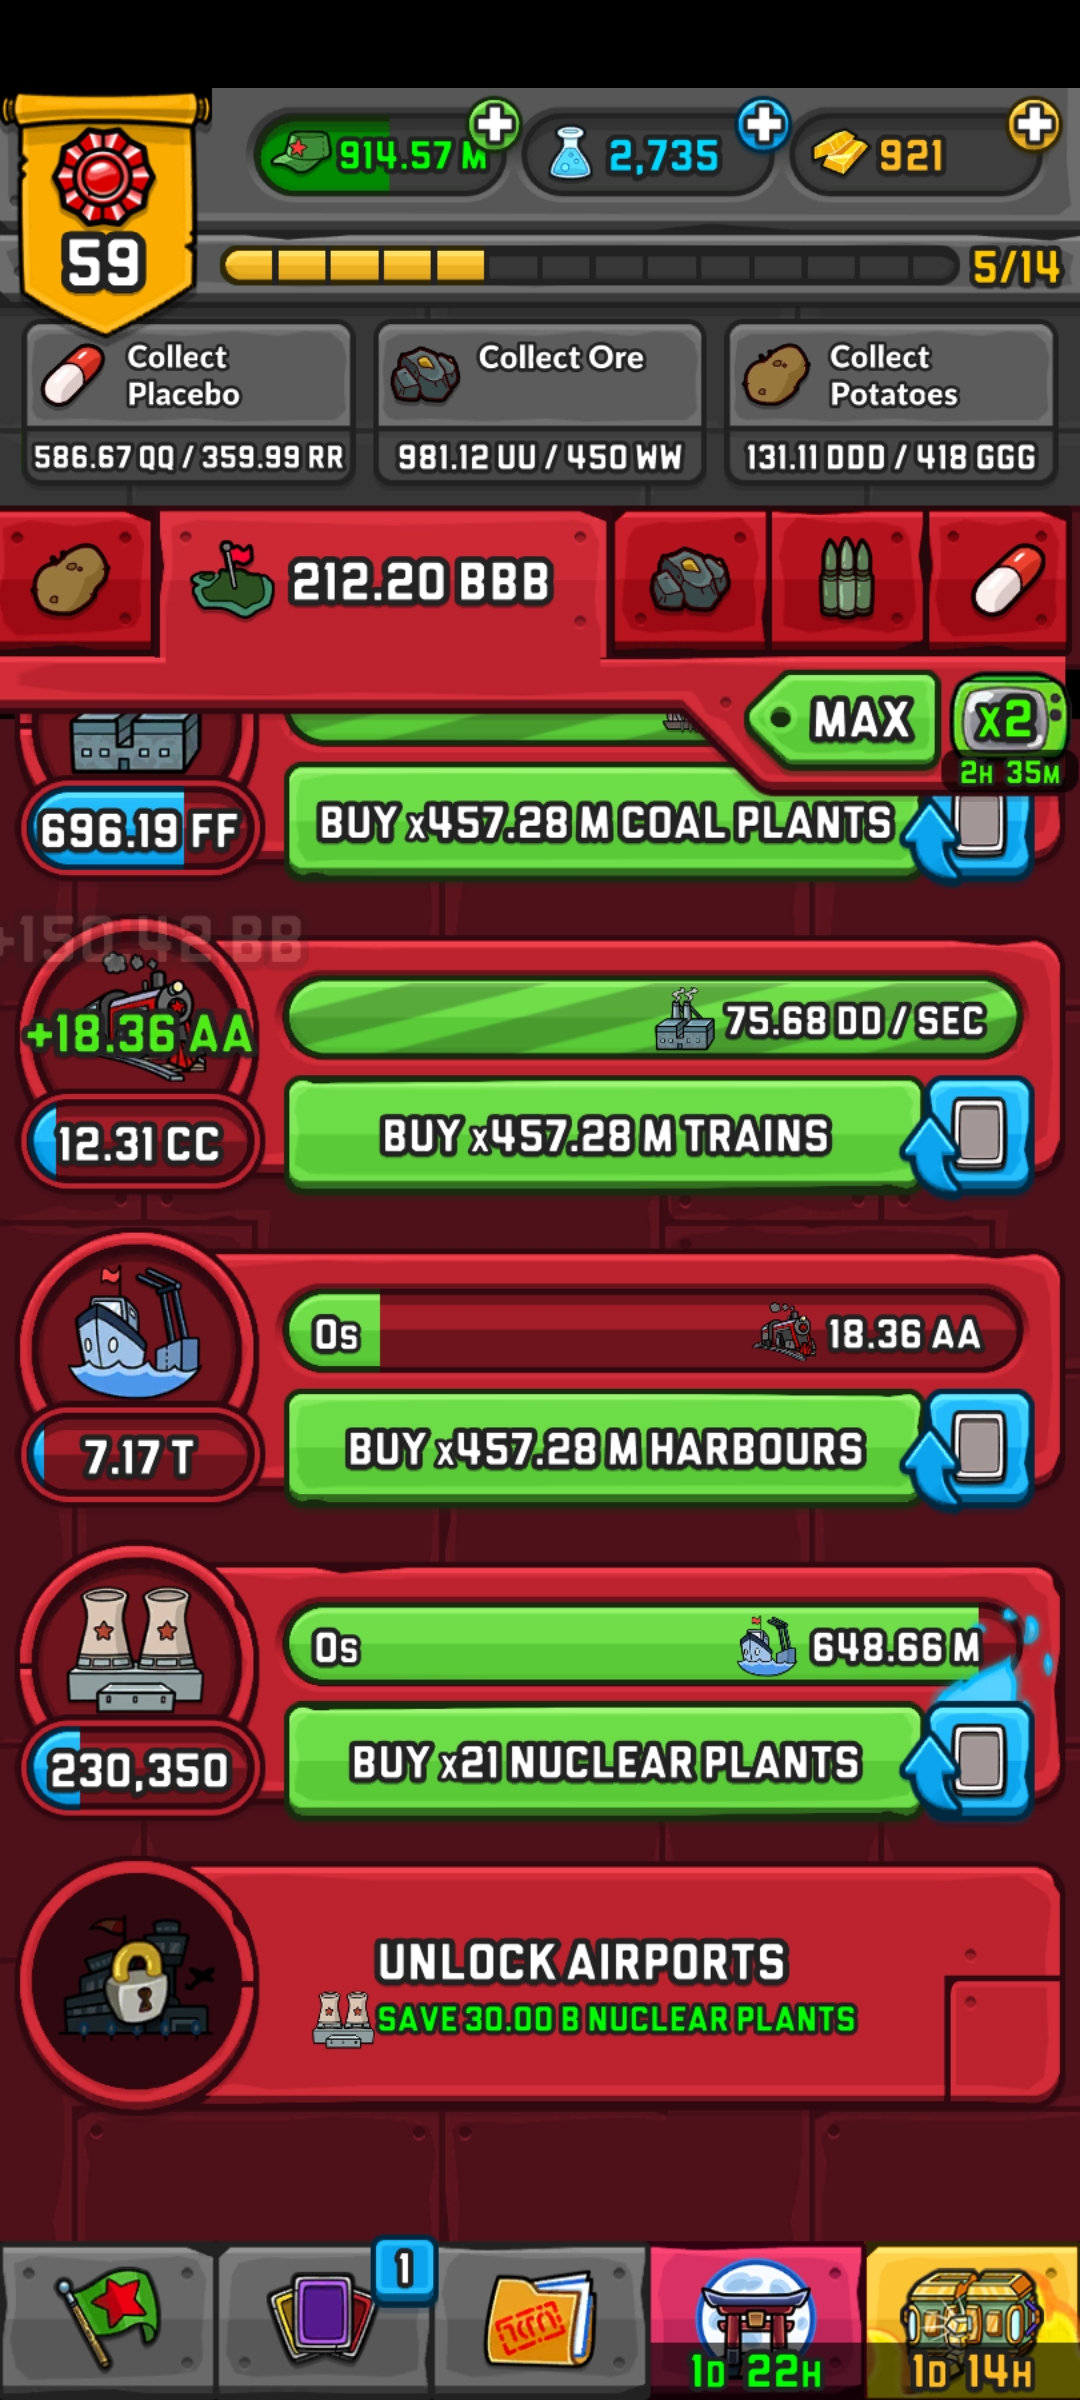 914.57 M
2,735
921
59
5/14
Collect
Placebo
586.67 QQ / 359.99 RR
Collect Ore
981.12 UU / 450 WW
Collect
Potatoes
131.11 DDD / 418 GGG
212.20 BBB
MAX
x2
2H 35M
696.19 FF
BUY x457.28 M COAL PLANTS
+150.42 BB
+18.36 AA
75.68 DD / SEC
12.31 CC
BUY x457.28 M TRAINS
0s
18.36 AA
7.17 T
BUY x457.28 M HARBOURS
0s
648.66 M
230,350
BUY x21 NUCLEAR PLANTS
UNLOCK AIRPORTS
SAVE 30.00 B NUCLEAR PLANTS
1
1D 22H
1D 14H